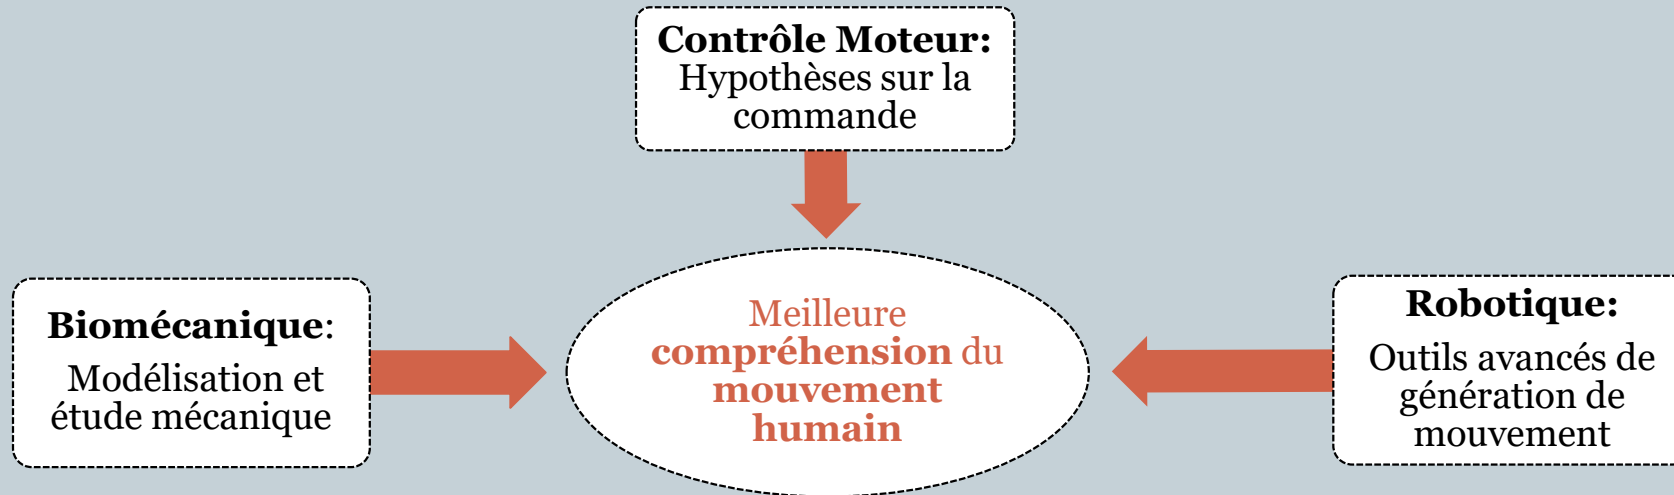 Contrôle Moteur:
Hypothèses sur la
commande
Biomécanique:
Modélisation et
étude mécanique
Meilleure
compréhension du
mouvement
humain
Robotique:
Outils avancés de
génération de
mouvement